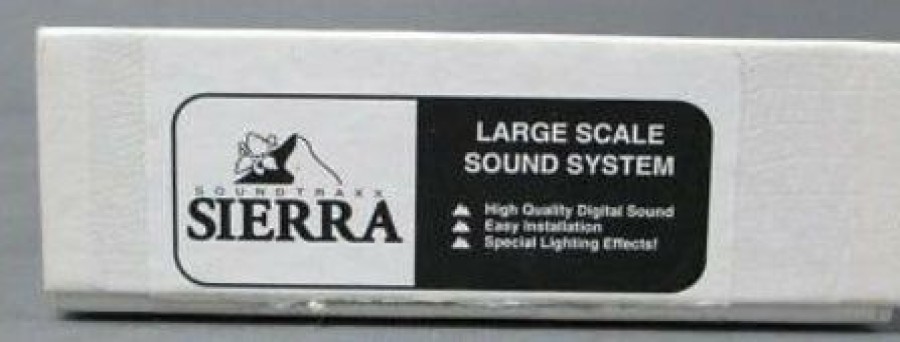 SOUNDTRAXX
SIERRA
LARGE SCALE
SOUND SYSTEM
High Quality Digital Sound
Easy Installation
Special Lighting Effects!